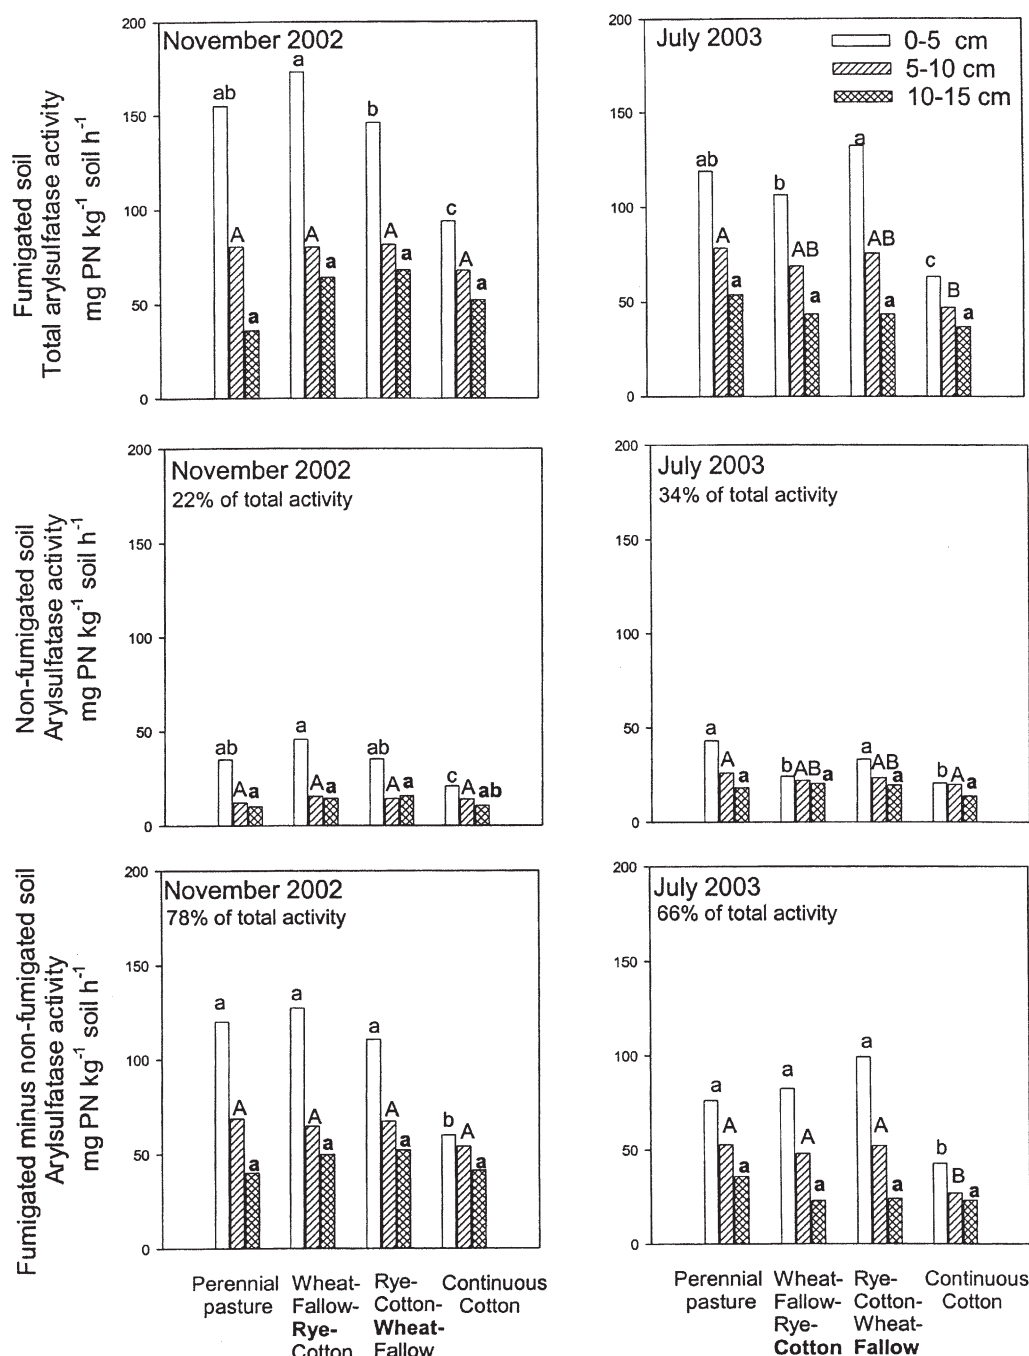 Fumigated soil
Total arylsulfatase activity
mg PN kg⁻¹ soil h⁻¹
200
150
100
50
0
November 2002
ab
A
a
a
A
a
b
A
a
c
A
a
200
150
100
50
0
July 2003
0-5 cm
5-10 cm
10-15 cm
ab
A
a
b
AB
a
a
AB
a
c
B
a
Non-fumigated soil
Arylsulfatase activity
mg PN kg⁻¹ soil h⁻¹
200
150
100
50
0
November 2002
22% of total activity
ab
A
a
a
A
a
ab
A
a
c
A
ab
200
150
100
50
0
July 2003
34% of total activity
a
A
a
b
AB
a
a
AB
a
b
A
a
Fumigated minus non-fumigated soil
Arylsulfatase activity
mg PN kg⁻¹ soil h⁻¹
200
150
100
50
0
November 2002
78% of total activity
a
A
a
a
A
a
a
A
a
b
A
a
200
150
100
50
0
July 2003
66% of total activity
a
A
a
a
A
a
a
A
a
b
B
a
Perennial
pasture
Wheat-
Fallow-
Rye-
Cotton
Rye-
Cotton-
Wheat-
Fallow
Continuous
Cotton
Perennial
pasture
Wheat-
Fallow-
Rye-
Cotton
Rye-
Cotton-
Wheat-
Fallow
Continuous
Cotton